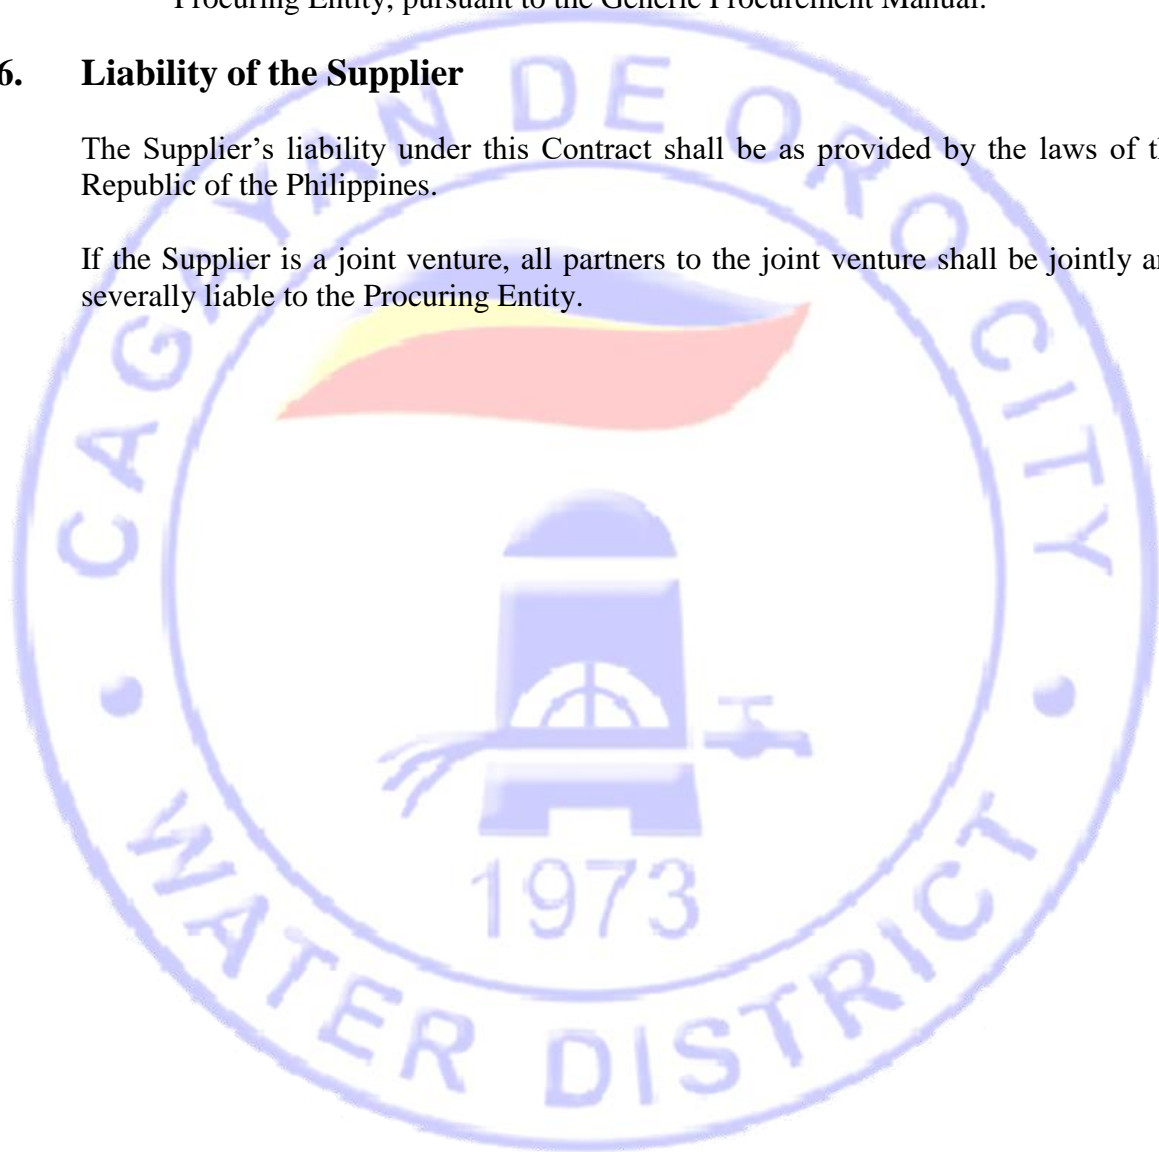 Procuring Entity, pursuant to the Generic Procurement Manual.
6. Liability of the Supplier
The Supplier’s liability under this Contract shall be as provided by the laws of
Republic of the Philippines.
If the Supplier is a joint venture, all partners to the joint venture shall be jointly
severally liable to the Procuring Entity.
CAGAYAN DE ORO CITY
1973
WATER DISTRICT